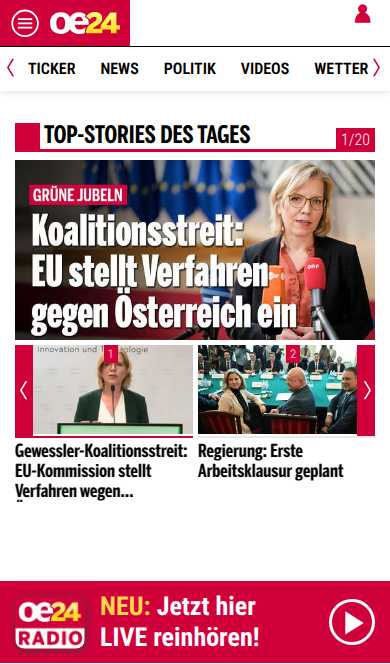 oe24
TICKER NEWS POLITIK VIDEOS WETTER
TOP-STORIES DES TAGES
1/20
GRÜNE JUBELN
Koalitionsstreit:
EU stellt Verfahren
gegen Österreich ein
ORF
Innovation und Technologie
1
2
Gewessler-Koalitionsstreit:
EU-Kommission stellt
Verfahren wegen...
Regierung: Erste
Arbeitsklausur geplant
oe24
RADIO
NEU: Jetzt hier
LIVE reinhören!